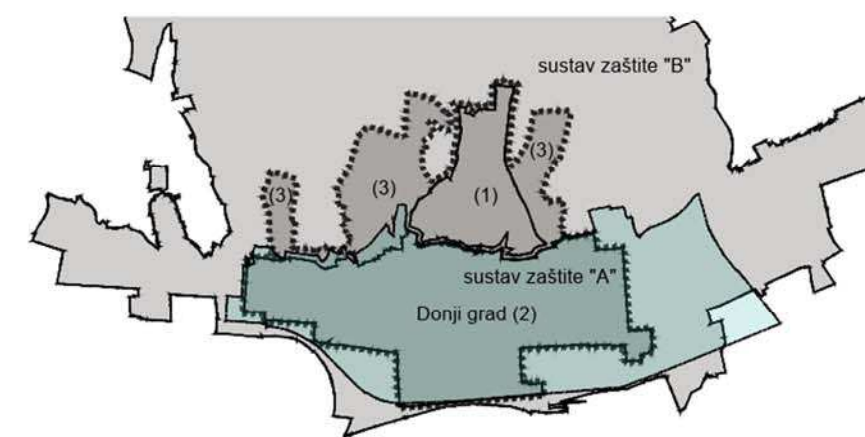 sustav zaštite "B"
(3)
(3)
(3)
(1)
sustav zaštite "A"
Donji grad (2)